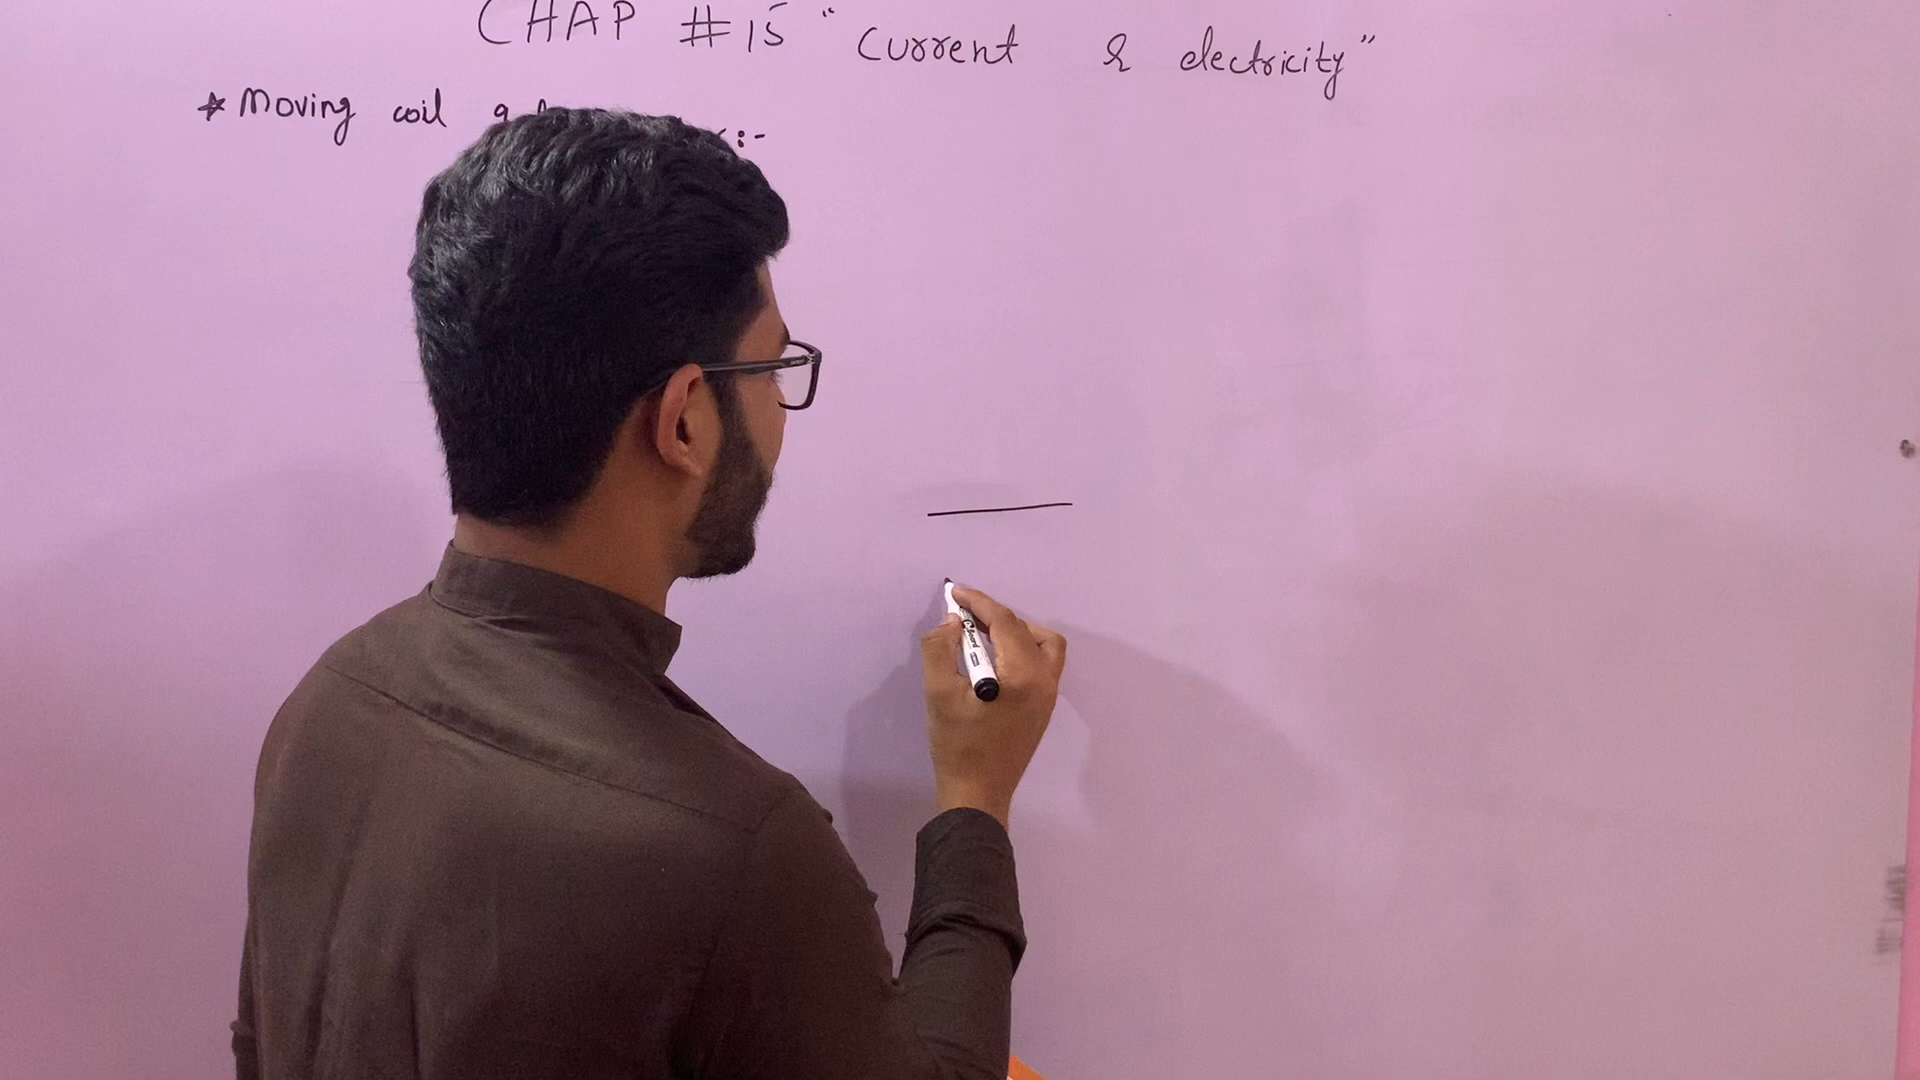 CHAP #15 "Current & electricity"
* Moving coil :-